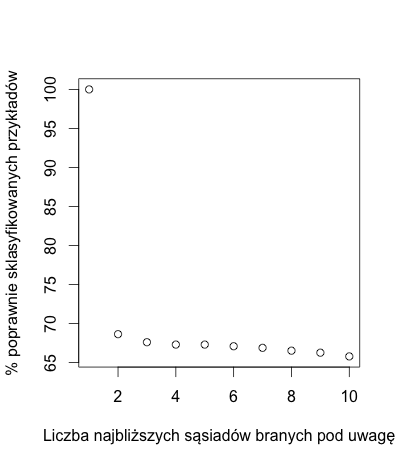 % poprawnie sklasyfikowanych przykładów
100
95
90
85
80
75
70
65
2 4 6 8 10
Liczba najbliższych sąsiadów branych pod uwagę